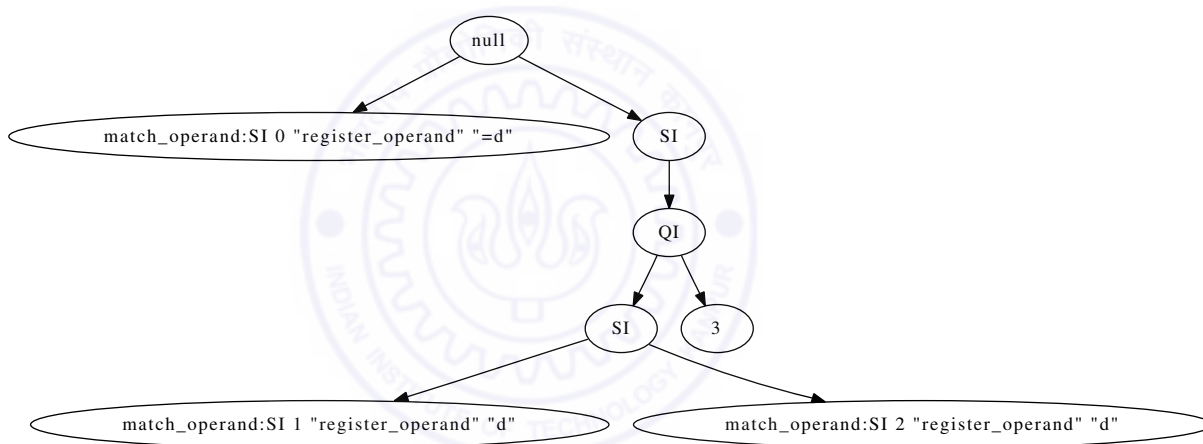 null
match_operand:SI 0 "register_operand" "=d"
SI
QI
SI
3
match_operand:SI 1 "register_operand" "d"
match_operand:SI 2 "register_operand" "d"